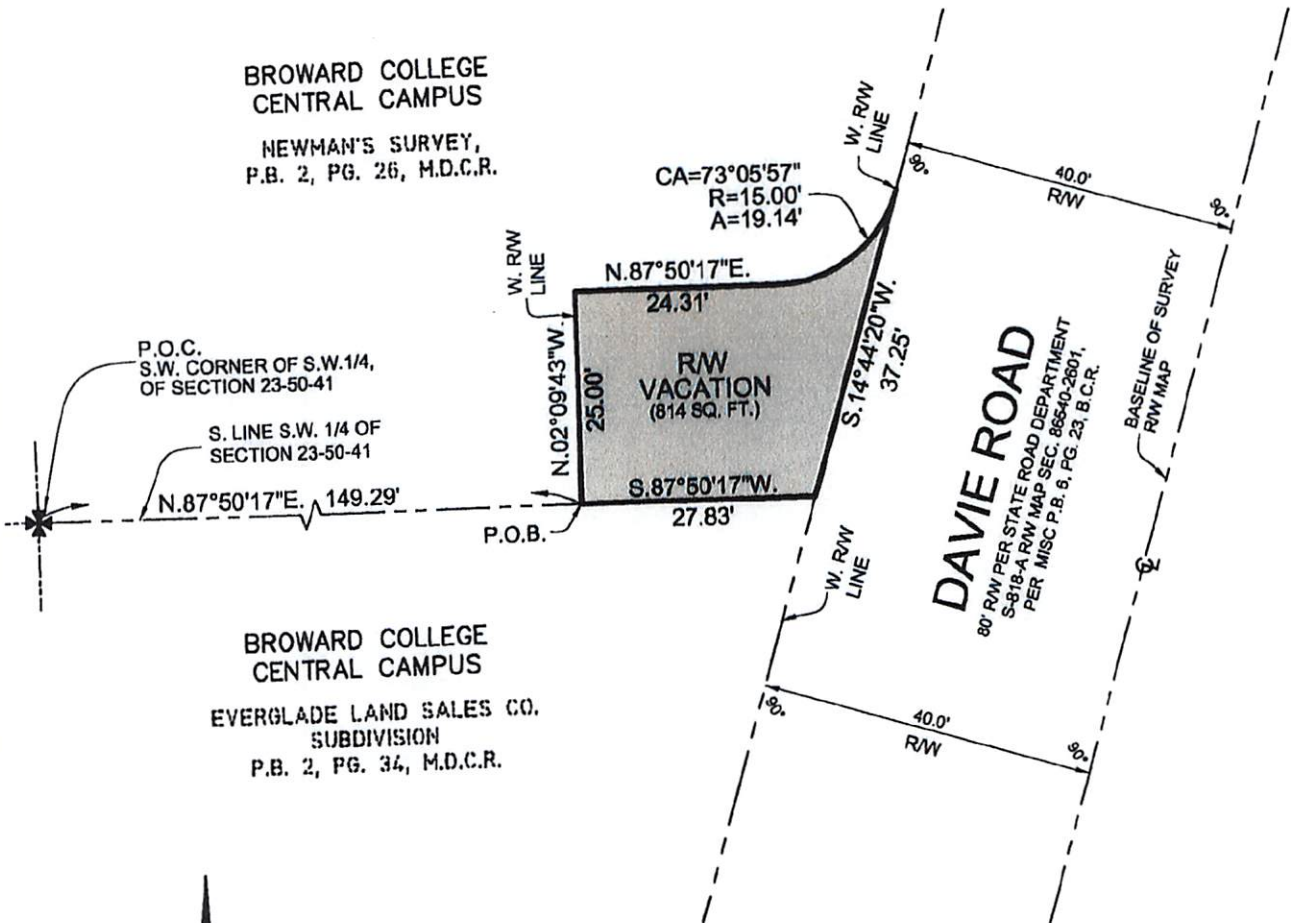 BROWARD COLLEGE
CENTRAL CAMPUS
NEWMAN'S SURVEY,
P.B. 2, PG. 26, M.D.C.R.
W. R/W
LINE
CA=73°05'57"
R=15.00'
A=19.14'
90°
40.0'
R/W
90°
W. R/W
LINE
N.87°50'17"E.
24.31'
P.O.C.
S.W. CORNER OF S.W.1/4,
OF SECTION 23-50-41
N.02°09'43"W.
25.00'
R/W
VACATION
(814 SQ. FT.)
S.14°44'20"W.
37.25'
S. LINE S.W. 1/4 OF
SECTION 23-50-41
N.87°50'17"E. 149.29'
S.87°50'17"W.
27.83'
P.O.B.
DAVIE ROAD
80' R/W PER STATE ROAD DEPARTMENT
S-818-A R/W MAP SEC. 86540-2601,
PER MISC P.B. 6, PG. 23, B.C.R.
BASELINE OF SURVEY
R/W MAP
W. R/W
LINE
BROWARD COLLEGE
CENTRAL CAMPUS
EVERGLADE LAND SALES CO.
SUBDIVISION
P.B. 2, PG. 34, M.D.C.R.
90°
40.0'
R/W
90°